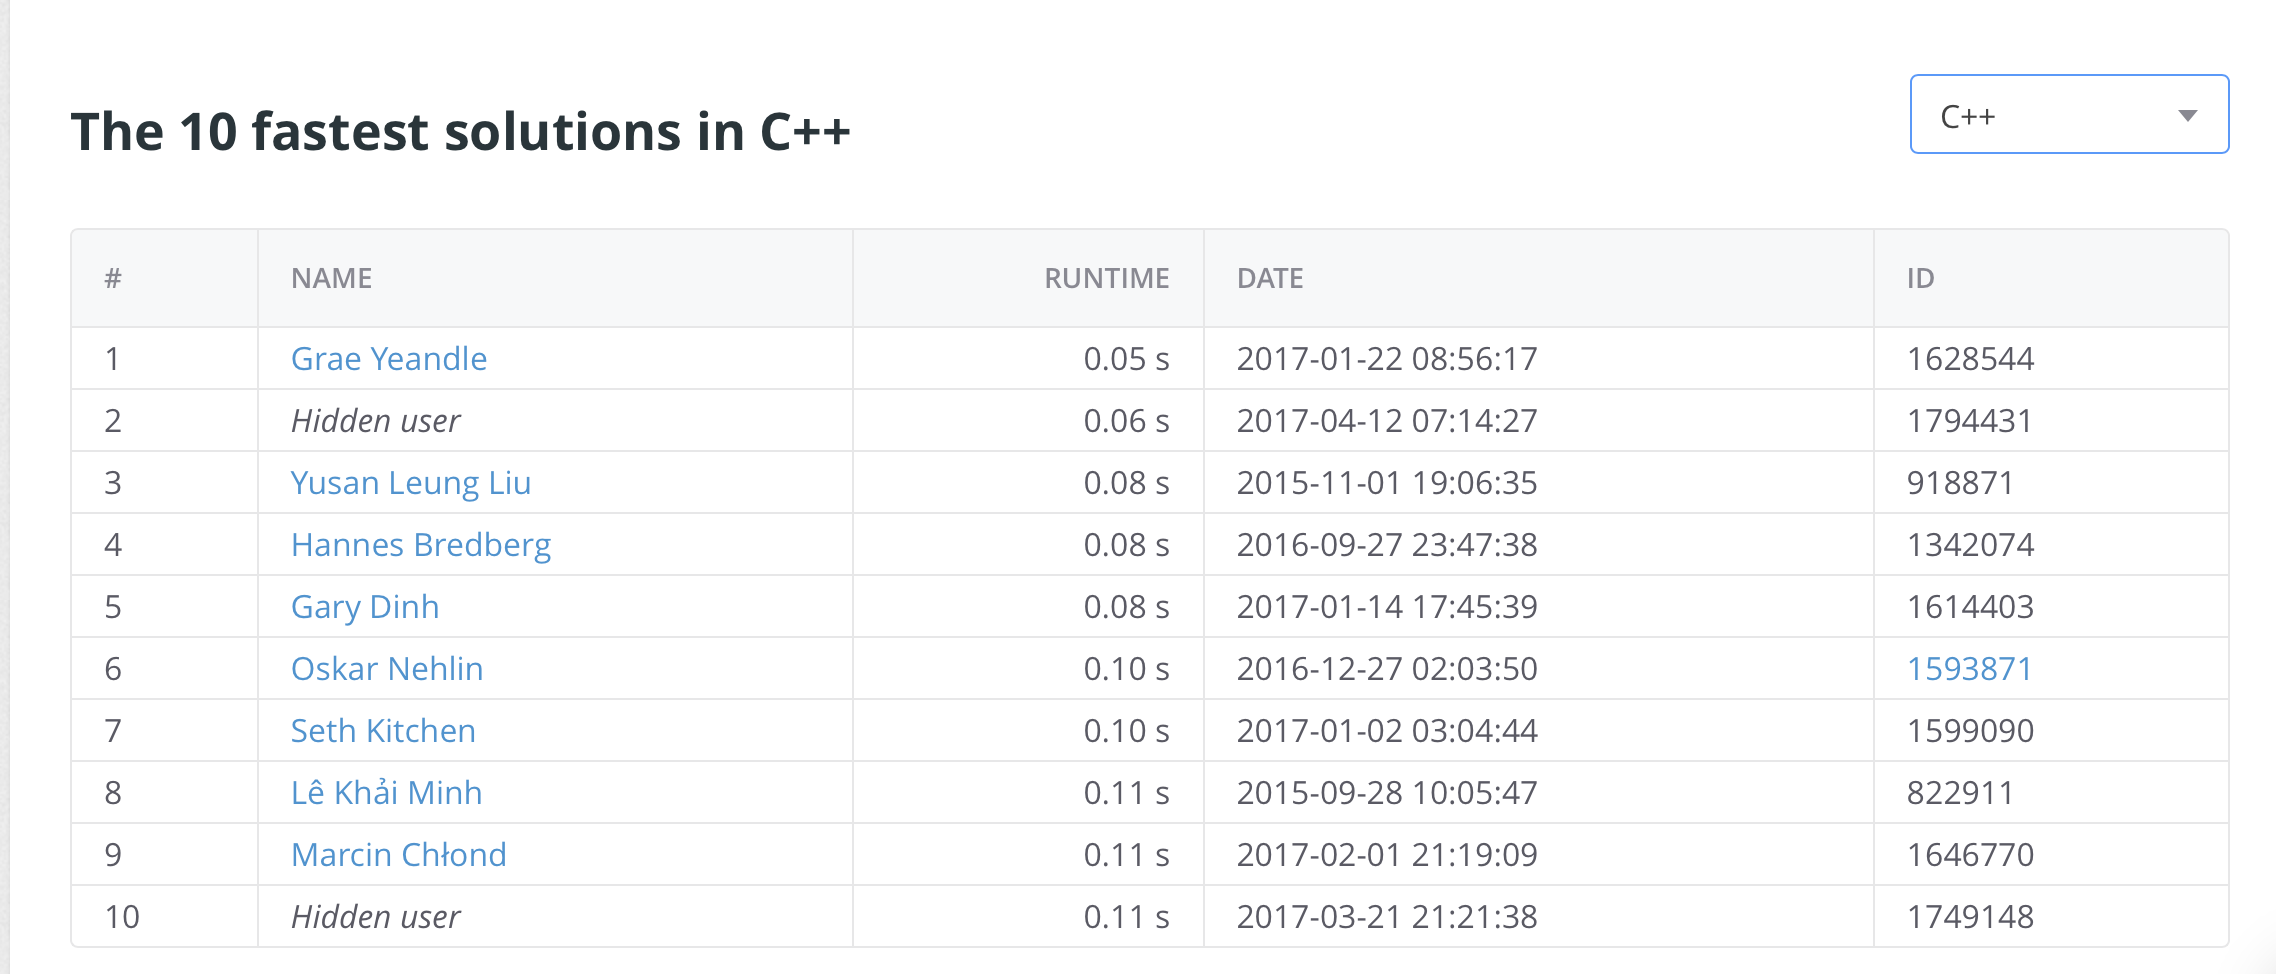 The 10 fastest solutions in C++
C++
# NAME RUNTIME DATE ID
1 Grae Yeandle 0.05 s 2017-01-22 08:56:17 1628544
2 Hidden user 0.06 s 2017-04-12 07:14:27 1794431
3 Yusan Leung Liu 0.08 s 2015-11-01 19:06:35 918871
4 Hannes Bredberg 0.08 s 2016-09-27 23:47:38 1342074
5 Gary Dinh 0.08 s 2017-01-14 17:45:39 1614403
6 Oskar Nehlin 0.10 s 2016-12-27 02:03:50 1593871
7 Seth Kitchen 0.10 s 2017-01-02 03:04:44 1599090
8 Lê Khải Minh 0.11 s 2015-09-28 10:05:47 822911
9 Marcin Chłond 0.11 s 2017-02-01 21:19:09 1646770
10 Hidden user 0.11 s 2017-03-21 21:21:38 1749148